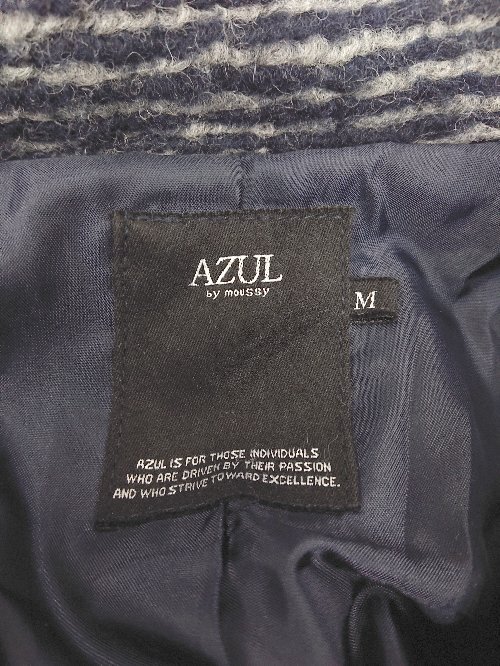 AZUL
by moussy
M
AZUL IS FOR THOSE INDIVIDUALS
WHO ARE DRIVEN BY THEIR PASSION
AND WHO STRIVE TOWARD EXCELLENCE.